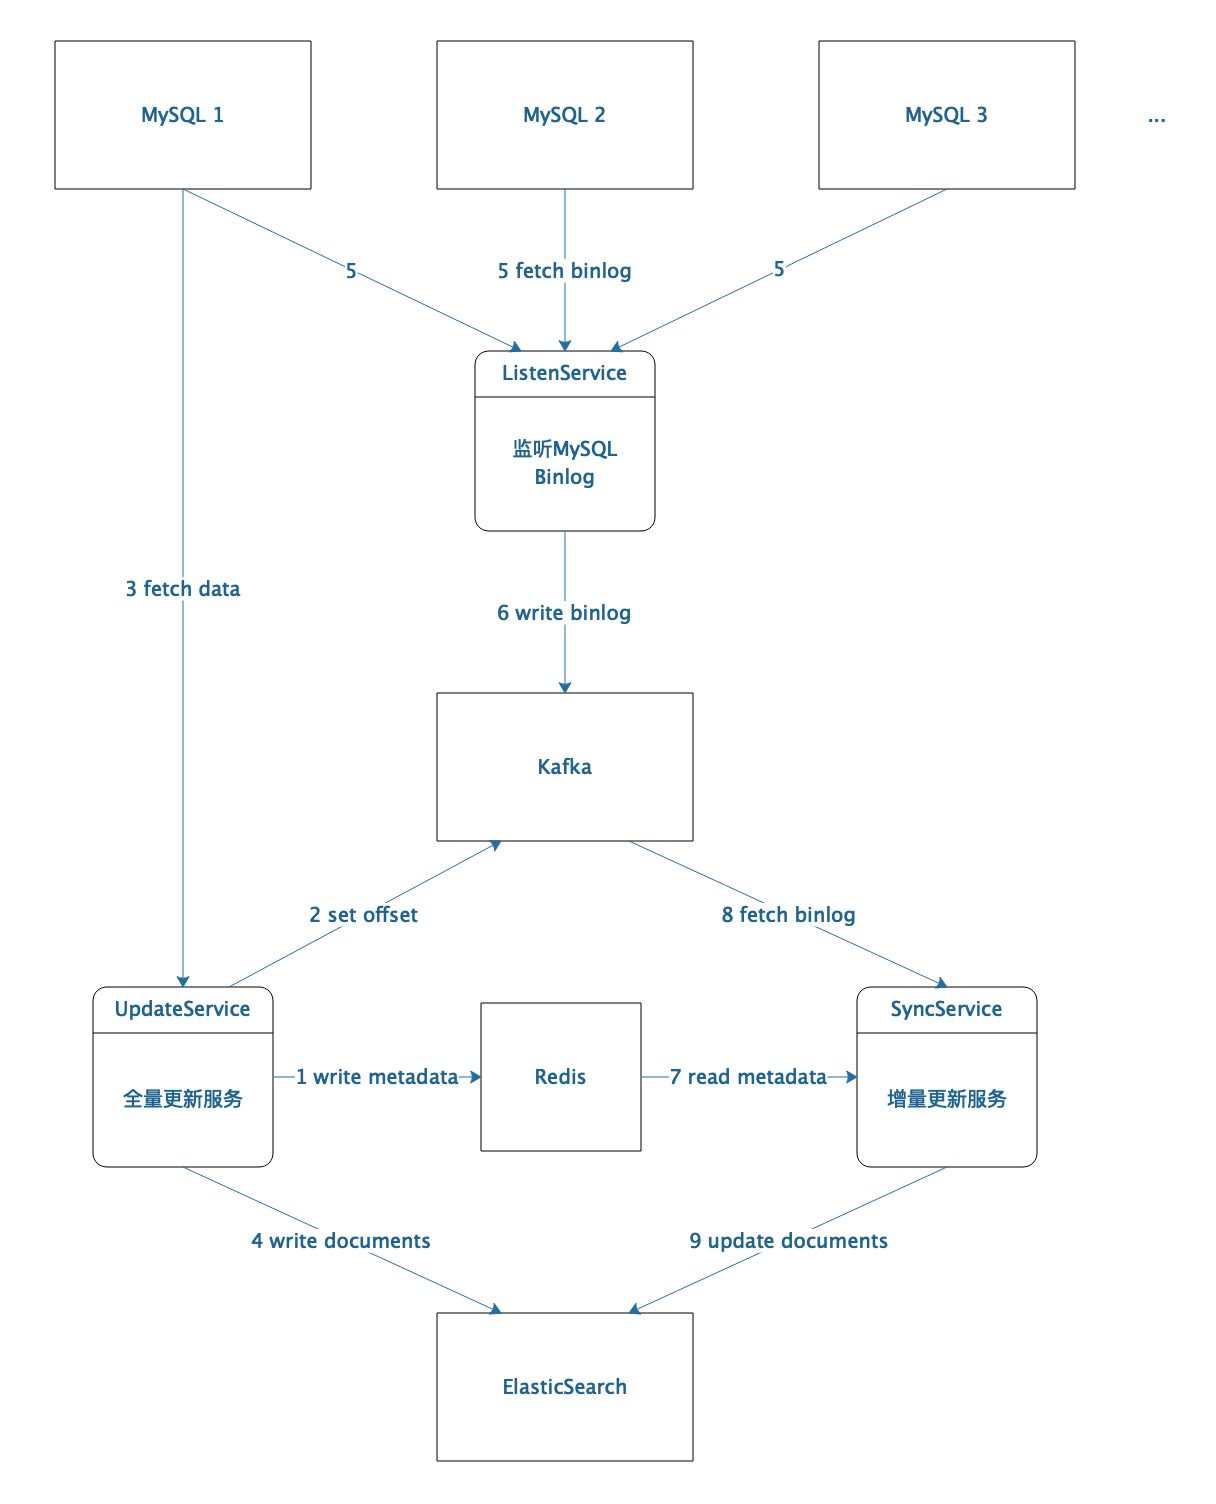 MySQL 1
MySQL 2
MySQL 3
...
5
5 fetch binlog
5
ListenService
监听MySQL
Binlog
3 fetch data
6 write binlog
Kafka
2 set offset
8 fetch binlog
UpdateService
全量更新服务
1 write metadata
Redis
7 read metadata
SyncService
增量更新服务
4 write documents
9 update documents
ElasticSearch